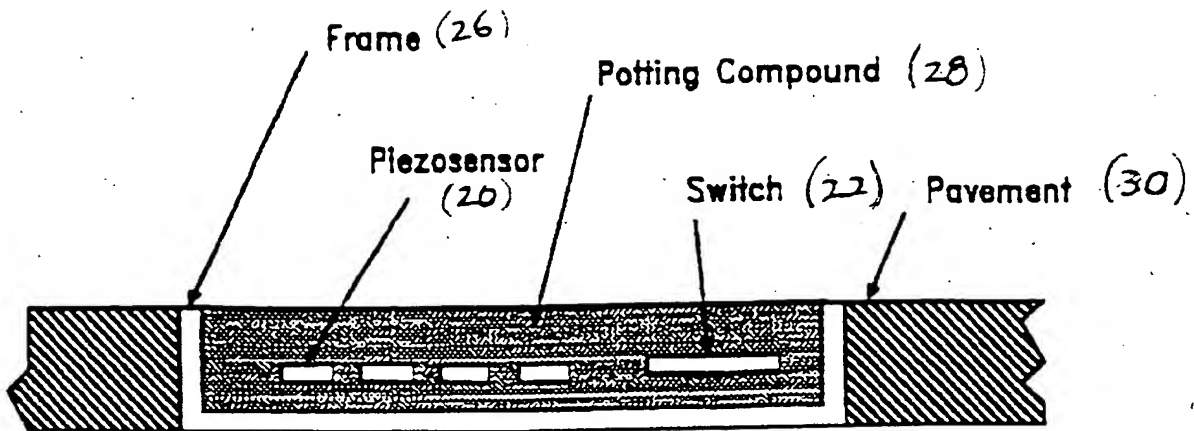 Frame (26)
Potting Compound (28)
Piezosensor
(20)
Switch (22)
Pavement (30)